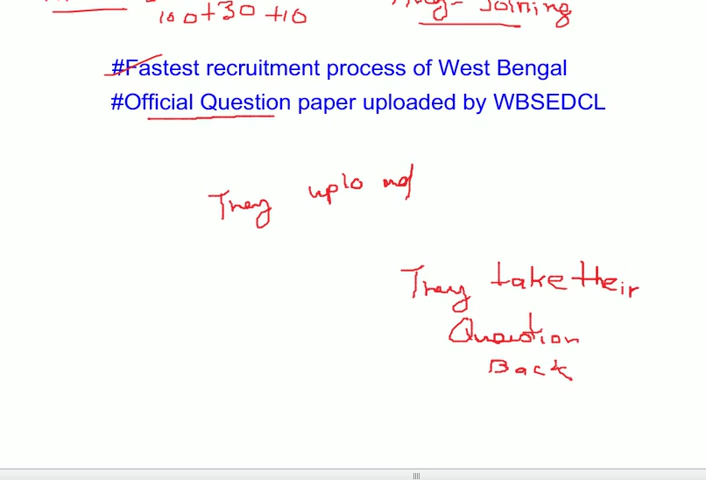 100+30+10
Joining
#Fastest recruitment process of West Bengal
#Official Question paper uploaded by WBSEDCL
They upload
They take their
Question
Back